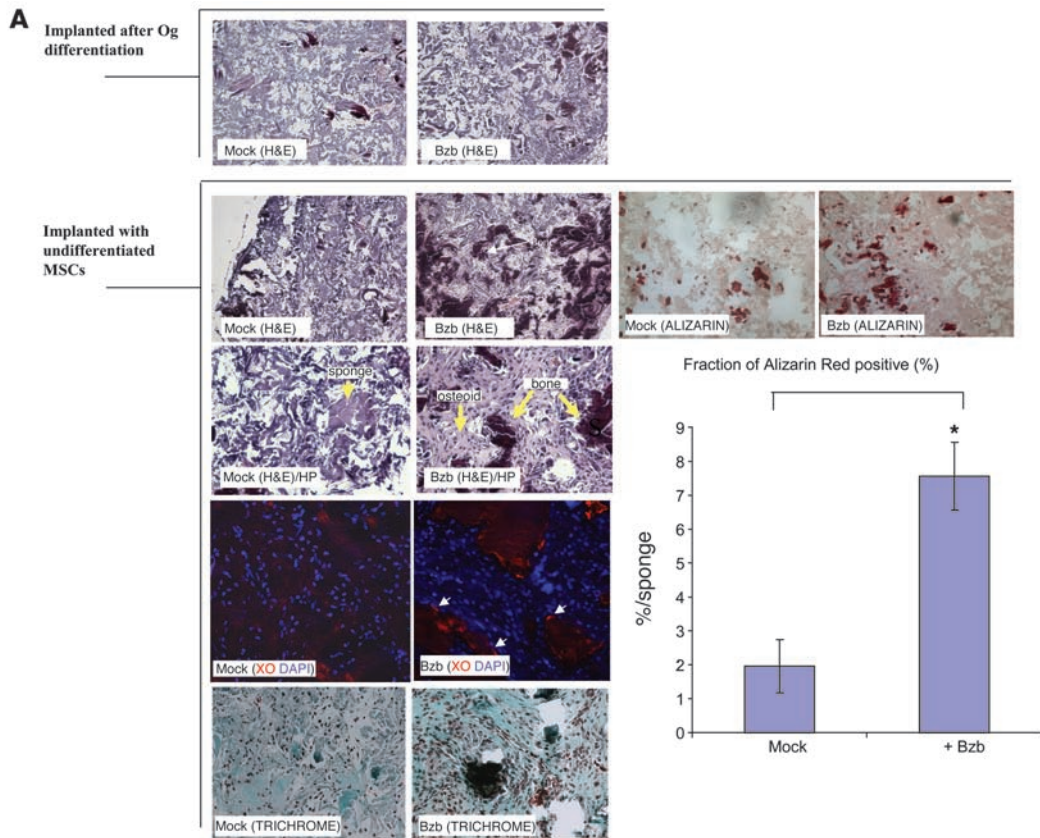 A
Implanted after Og
differentiation
Mock (H&E)
Bzb (H&E)
Implanted with
undifferentiated
MSCs
Mock (H&E)
Bzb (H&E)
Mock (ALIZARIN)
Bzb (ALIZARIN)
sponge
Mock (H&E)/HP
osteoid
bone
Bzb (H&E)/HP
Mock (XO DAPI)
Bzb (XO DAPI)
Mock (TRICHROME)
Bzb (TRICHROME)
Fraction of Alizarin Red positive (%)
*
9
8
7
6
5
4
3
2
1
0
%/sponge
Mock
+ Bzb